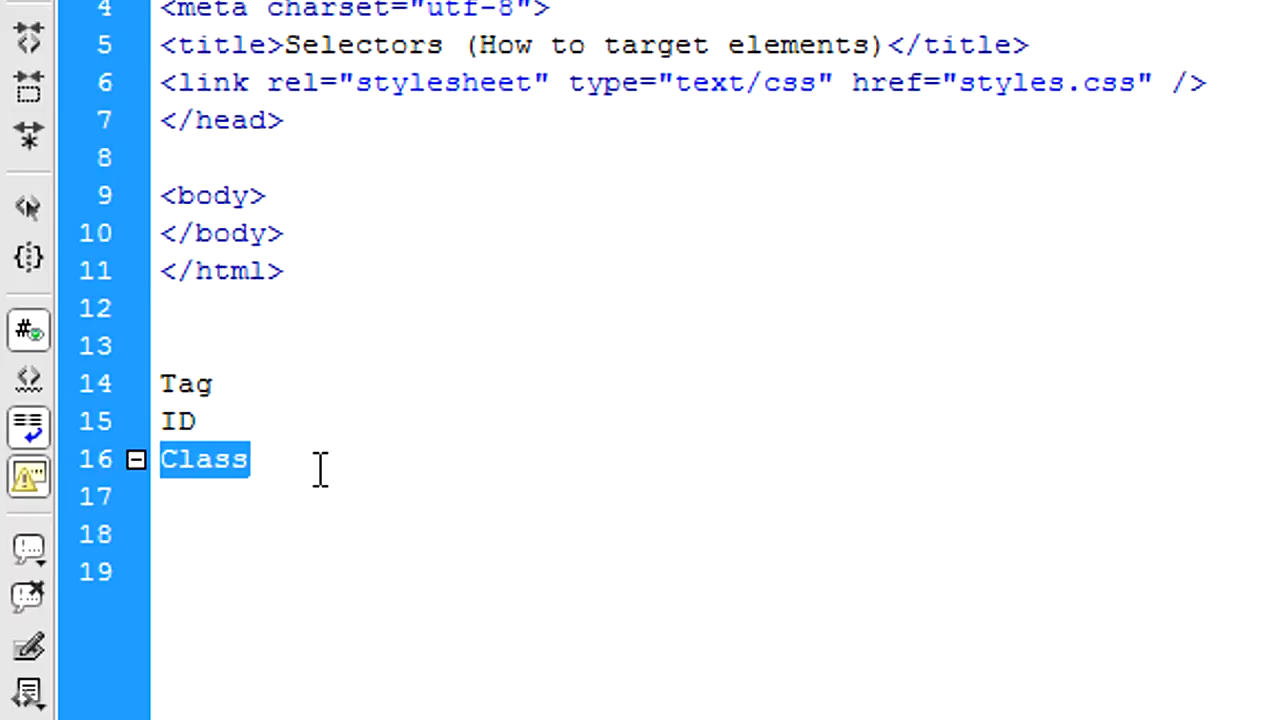 4 <meta charset="utf-8">
5 <title>Selectors (How to target elements)</title>
6 <link rel="stylesheet" type="text/css" href="styles.css" />
7 </head>
8
9 <body>
10 </body>
11 </html>
12
13
14 Tag
15 ID
16 Class
17
18
19